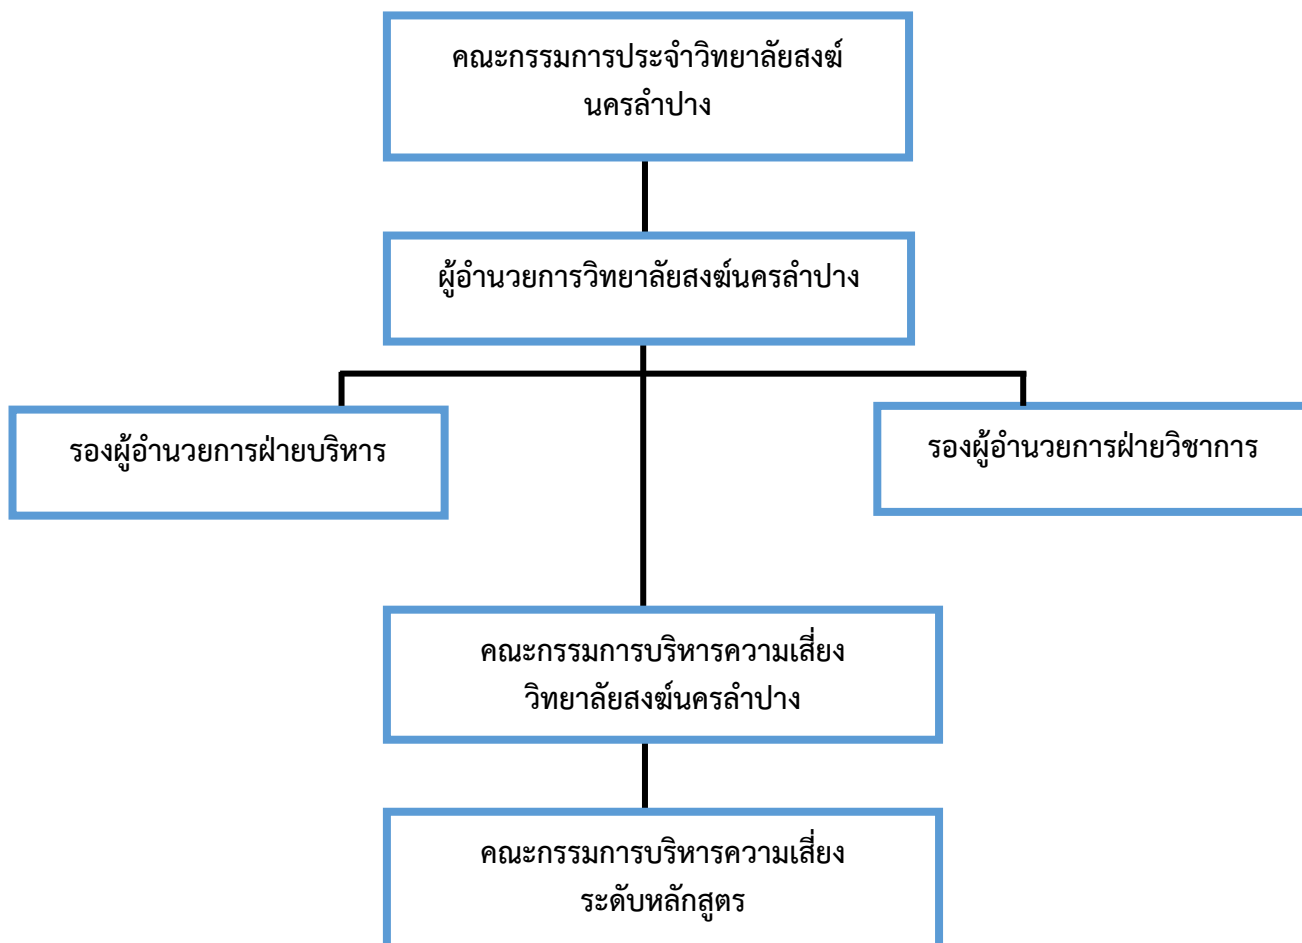 คณะกรรมการประจำวิทยาลัยสงฆ์
นครลำปาง
ผู้อำนวยการวิทยาลัยสงฆ์นครลำปาง
รองผู้อำนวยการฝ่ายบริหาร
รองผู้อำนวยการฝ่ายวิชาการ
คณะกรรมการบริหารความเสี่ยง
วิทยาลัยสงฆ์นครลำปาง
คณะกรรมการบริหารความเสี่ยง
ระดับหลักสูตร